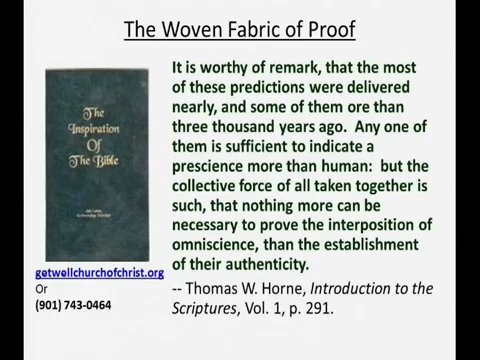 The Woven Fabric of Proof
The
Inspiration
Of
The Bible
getwellchurchofchrist.org
Or
(901) 743-0464
It is worthy of remark, that the most
of these predictions were delivered
nearly, and some of them ore than
three thousand years ago.  Any one of
them is sufficient to indicate a
prescience more than human:  but the
collective force of all taken together is
such, that nothing more can be
necessary to prove the interposition of
omniscience, than the establishment
of their authenticity.
-- Thomas W. Horne, Introduction to the
Scriptures, Vol. 1, p. 291.